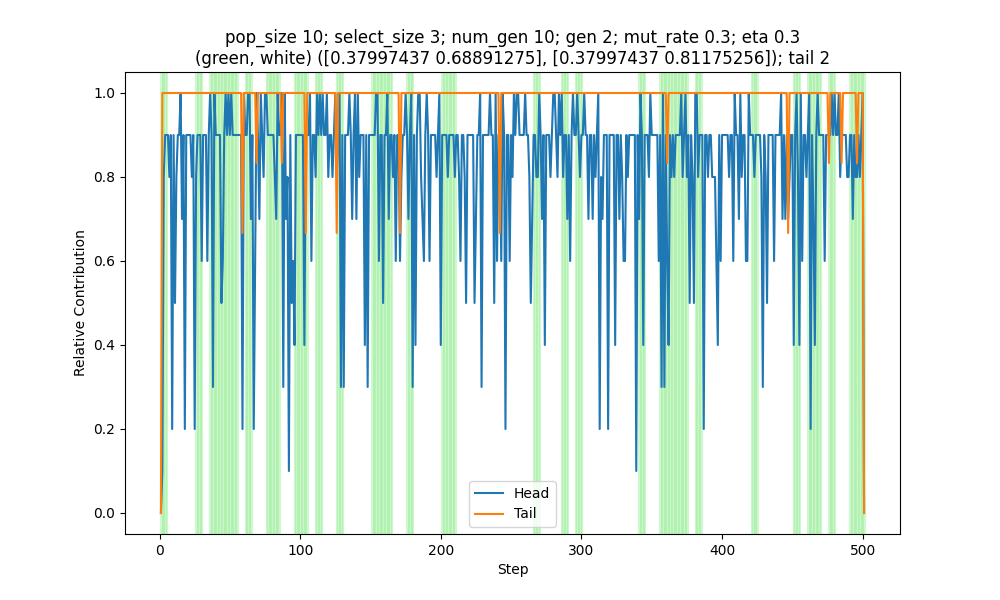 pop_size 10; select_size 3; num_gen 10; gen 2; mut_rate 0.3; eta 0.3
(green, white) ([0.37997437 0.68891275], [0.37997437 0.81175256]); tail 2
1.0
0.8
0.6
0.4
0.2
0.0
Relative Contribution
Head
Tail
0
100
200
300
400
500
Step